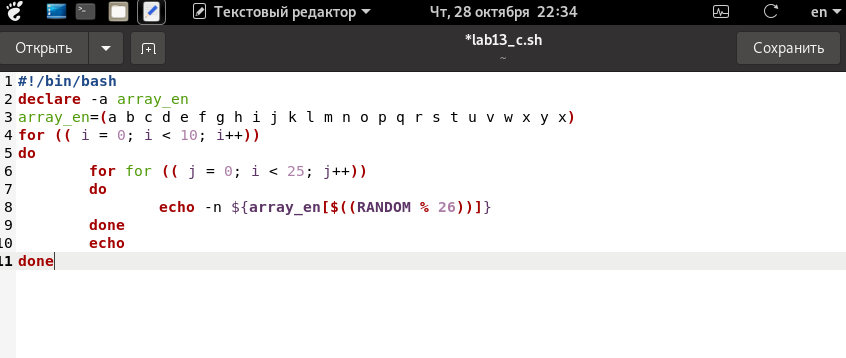 Текстовый редактор Чт, 28 октября 22:34 en
Открыть *lab13_c.sh Сохранить
~
1 #!/bin/bash
2 declare -a array_en
3 array_en=(a b c d e f g h i j k l m n o p q r s t u v w x y x)
4 for (( i = 0; i < 10; i++))
5 do
6 for for (( j = 0; i < 25; j++))
7 do
8 echo -n ${array_en[$((RANDOM % 26))]}
9 done
10 echo
11 done